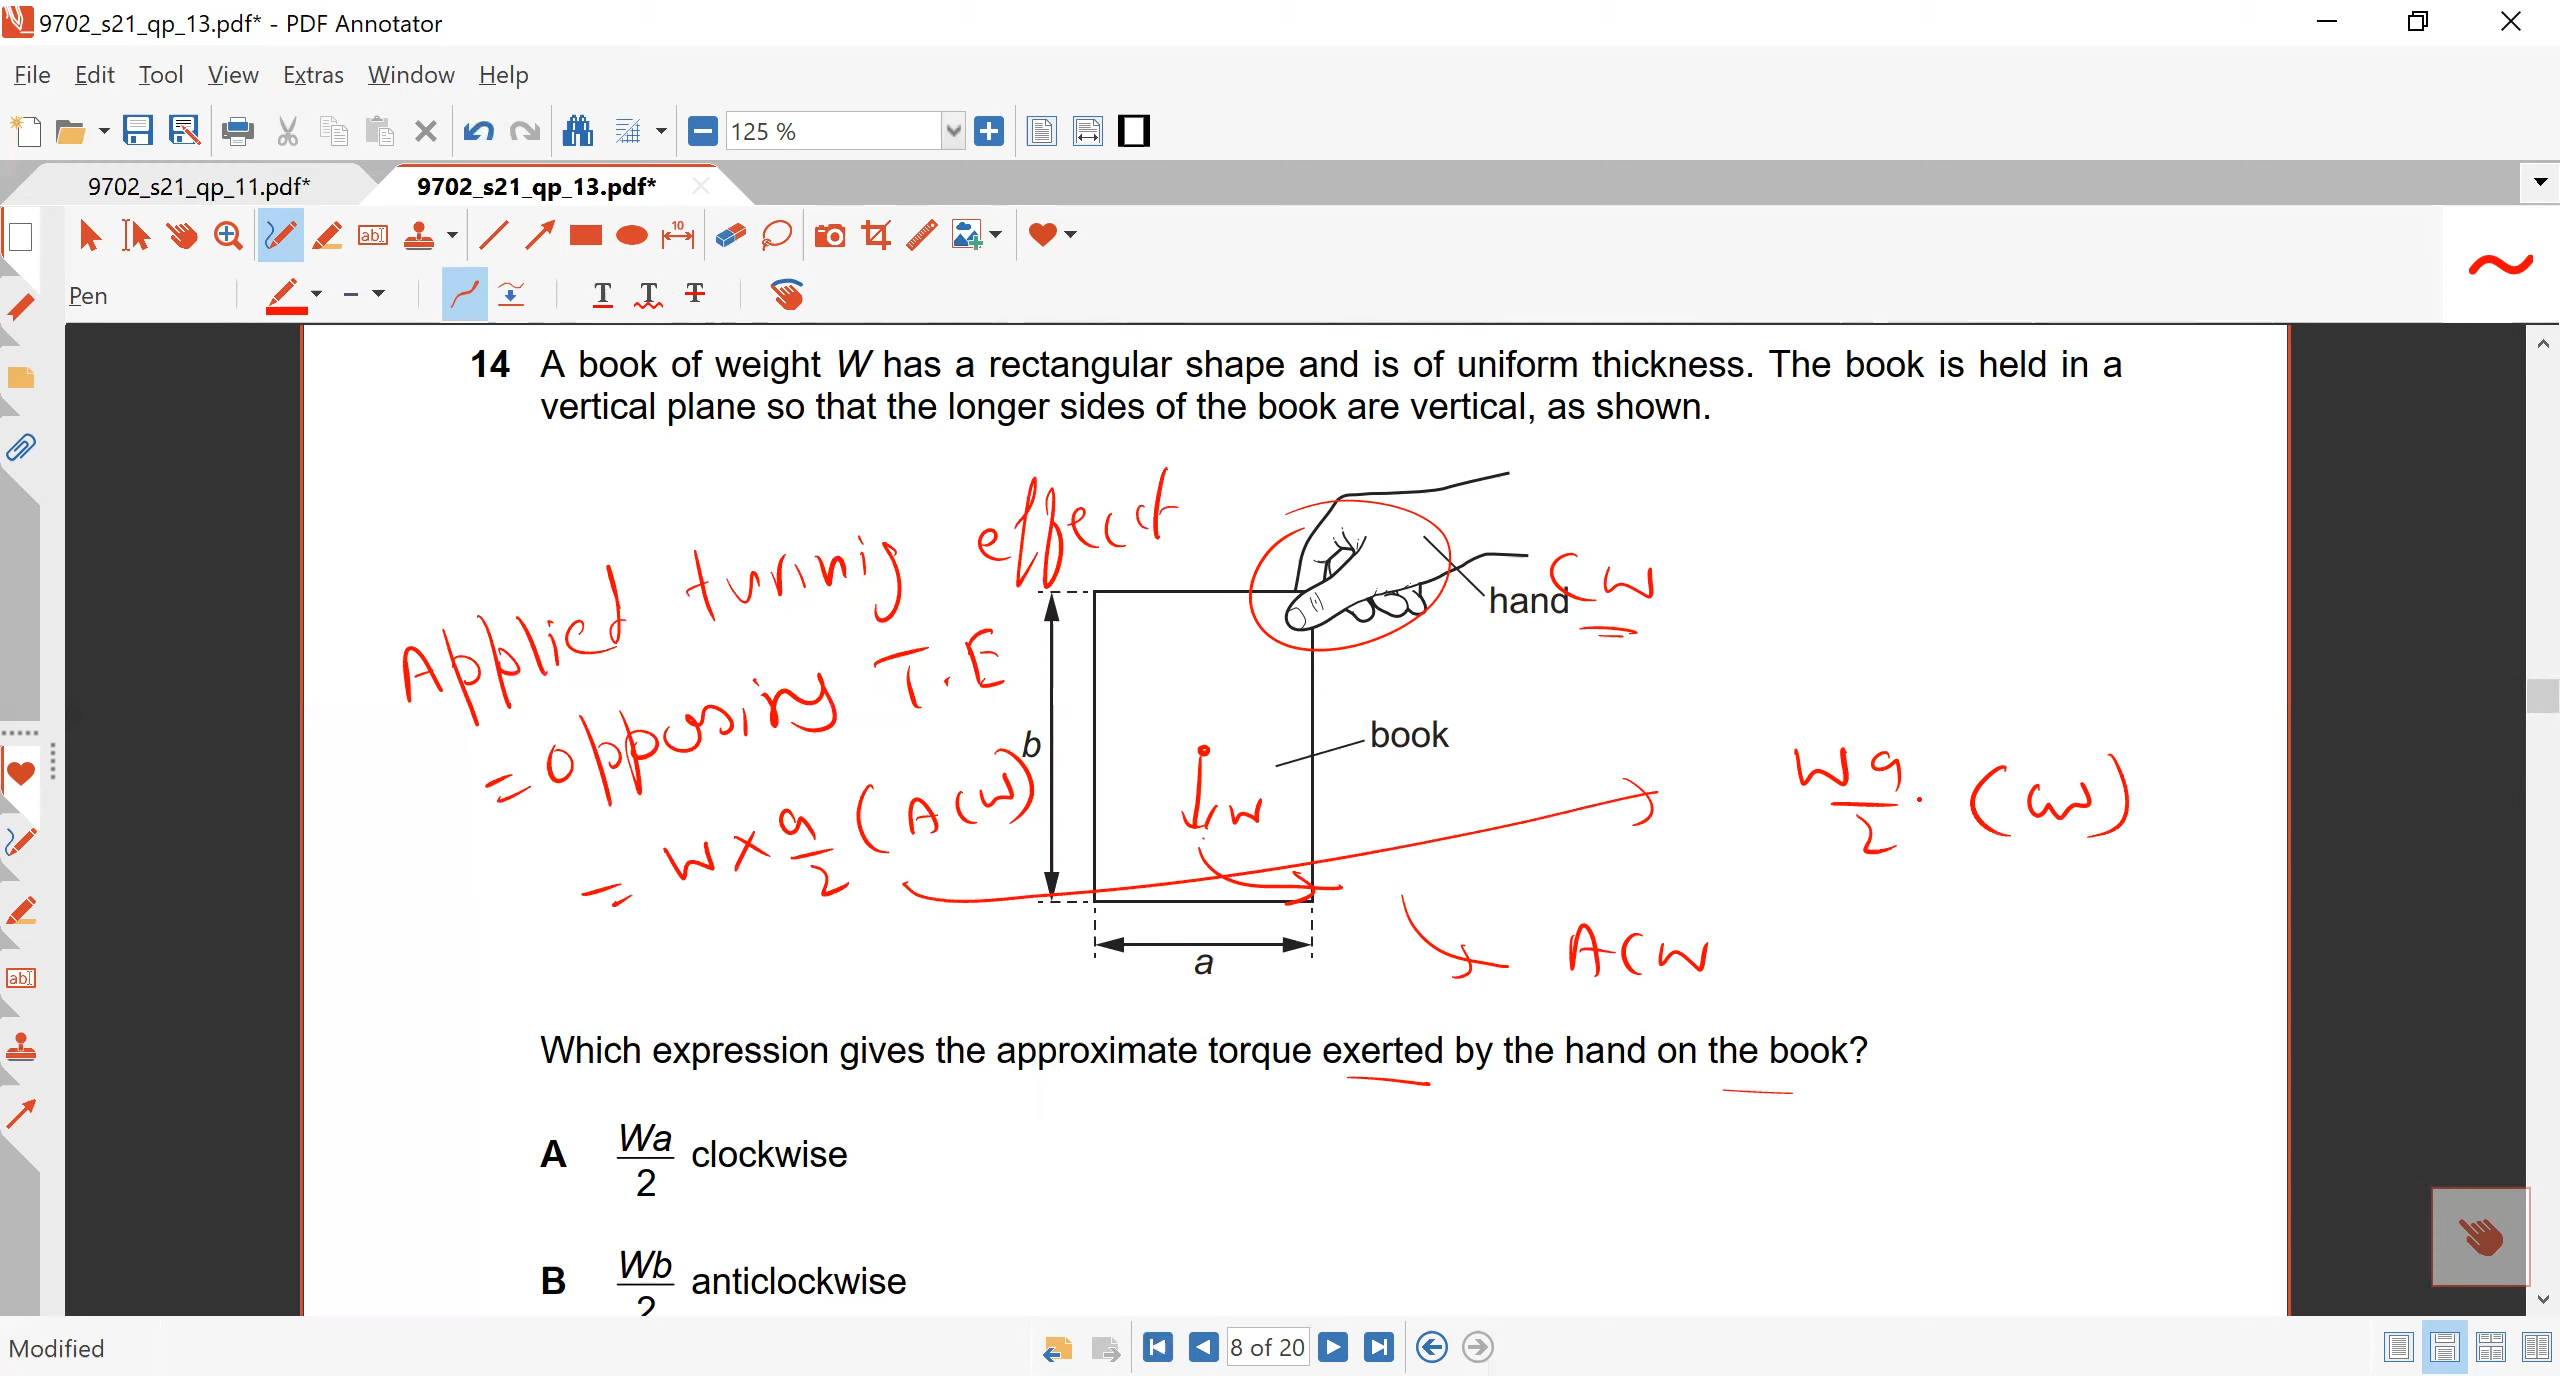 9702_s21_qp_13.pdf* - PDF Annotator
File Edit Tool View Extras Window Help
125 %
9702_s21_qp_11.pdf* 9702_s21_qp_13.pdf*
10
ab
Pen
T T T
14 A book of weight W has a rectangular shape and is of uniform thickness. The book is held in a
vertical plane so that the longer sides of the book are vertical, as shown.
Applied turning effect
= opposing T.E
= W × a/2 (ACW)
CW
hand
b
book
W
Wa/2 (CW)
ACW
a
Which expression gives the approximate torque exerted by the hand on the book?
A Wa/2 clockwise
B Wb/2 anticlockwise
ab
Modified
8 of 20